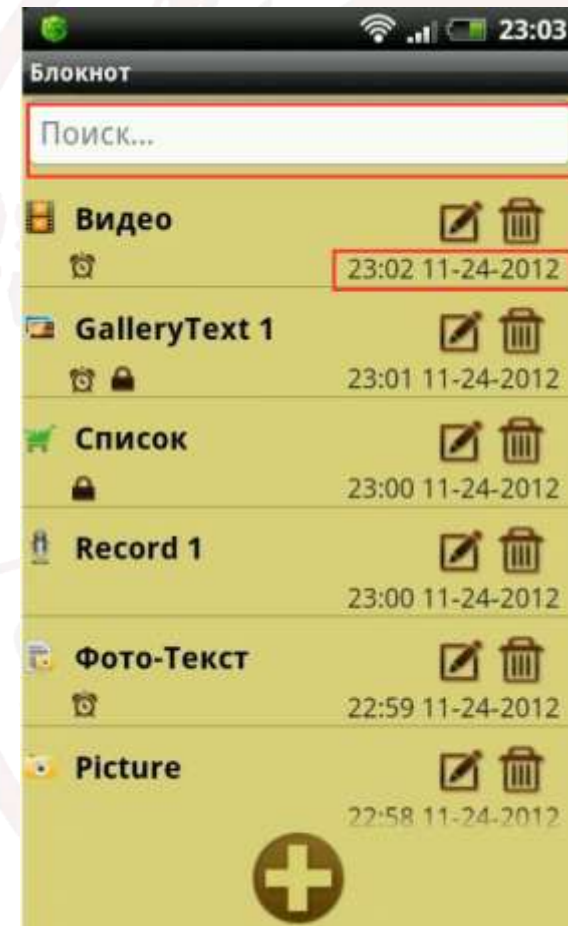 23:03
Блокнот
Поиск...
Видео
23:02 11-24-2012
GalleryText 1
23:01 11-24-2012
Список
23:00 11-24-2012
Record 1
23:00 11-24-2012
Фото-Текст
22:59 11-24-2012
Picture
22:58 11-24-2012